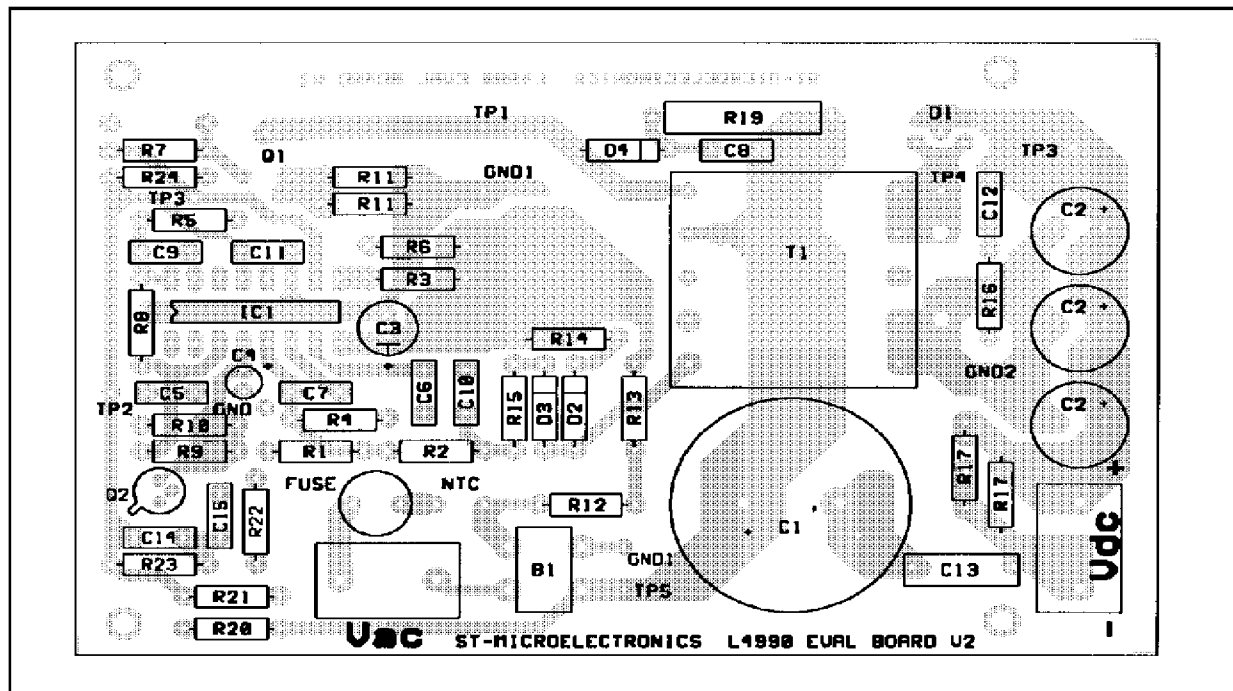 TP1
R19
D1
R7
Q1
D4
C8
TP3
R24
R11
GND1
TP4
TP3
R11
C12
R5
C2 +
C9
C11
R6
T1
R3
R16
R8
IC1
C3
C2 +
R14
C4
+
+
GND2
C5
C7
C6
C10
R15
D3
D2
R13
TP2
GND
C2 +
R10
R4
R9
R1
R2
R17
+
FUSE
NTC
R17
Q2
C15
R22
R12
C1
+
-
Vdc
C14
GND1
R23
B1
C13
TP5
R21
R20
Vac
ST-MICROELECTRONICS L4990 EVAL BOARD V2
-